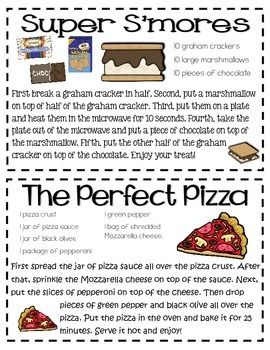 Super S'mores
10 graham crackers
10 large marshmallows
10 pieces of chocolate
CHOC
First break a graham cracker in half. Second, put a marshmallow
on top of half of the graham cracker. Third, put them on a plate
and heat them in the microwave for 10 seconds. Fourth, take
the plate out of the microwave and put a piece of chocolate on top of
the marshmallow. Fifth, put the other half of the graham
cracker on top of the chocolate. Enjoy your treat!
The Perfect Pizza
1 pizza crust
1 jar of pizza sauce
1 jar of black olives
1 package of pepperoni
1 green pepper
1 bag of shredded
Mozzarella cheese.
First spread the jar of pizza sauce all over the pizza crust. After
that, sprinkle the Mozzarella cheese on top of the sauce. Next,
put the slices of pepperoni on top of the cheese. Then drop
pieces of green pepper and black olive all over the
pizza. Put the pizza in the oven and bake it for 25
minutes. Serve it hot and enjoy!